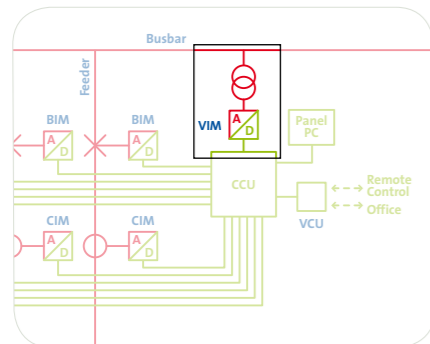 Busbar
Feeder
BIM
A
D
BIM
A
D
VIM
A
D
Panel
PC
CCU
Remote
Control
Office
VCU
CIM
A
D
CIM
A
D